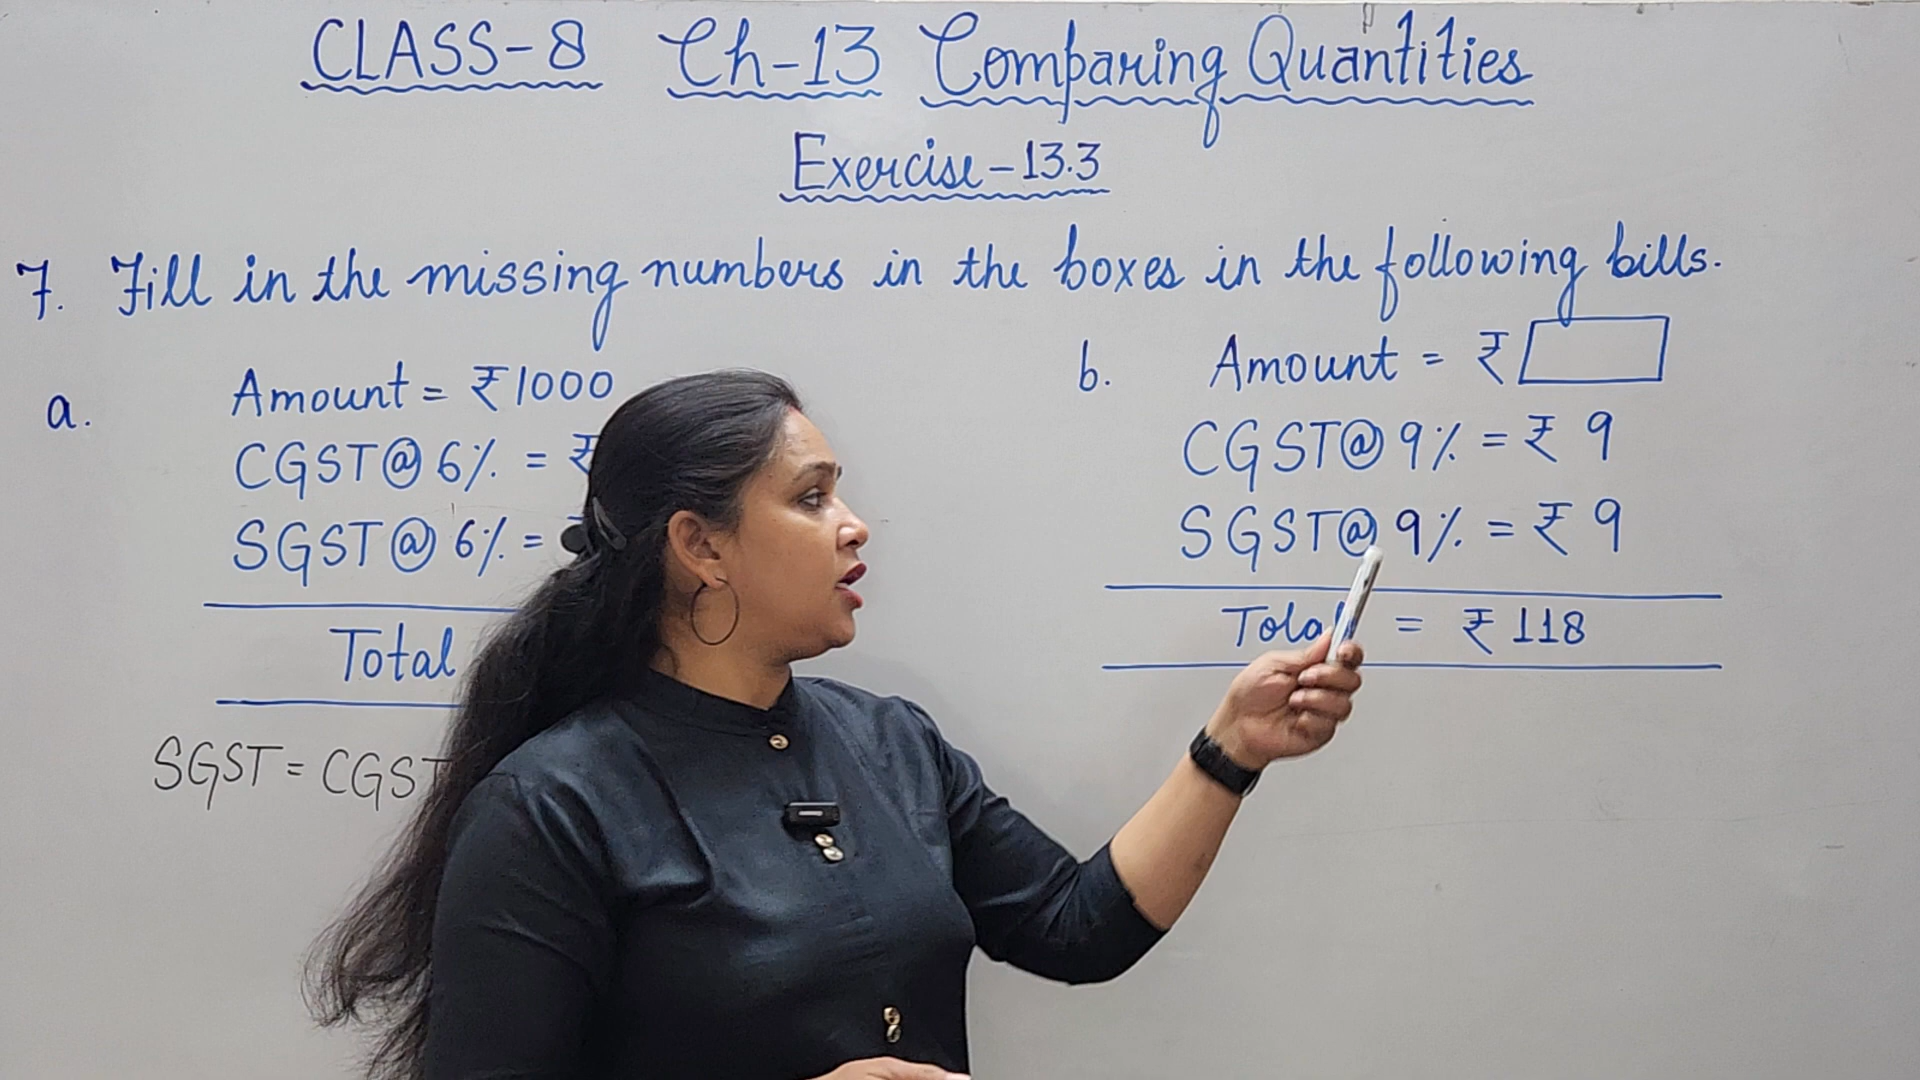 CLASS-8 Ch-13 Comparing Quantities
Exercise-13.3
7. Fill in the missing numbers in the boxes in the following bills.
a.
Amount = ₹1000
CGST@ 6% = ₹
SGST@ 6% = ₹
Total
SGST = CGST
b.
Amount = ₹
CGST@ 9% = ₹ 9
SGST@ 9% = ₹ 9
Total = ₹ 118